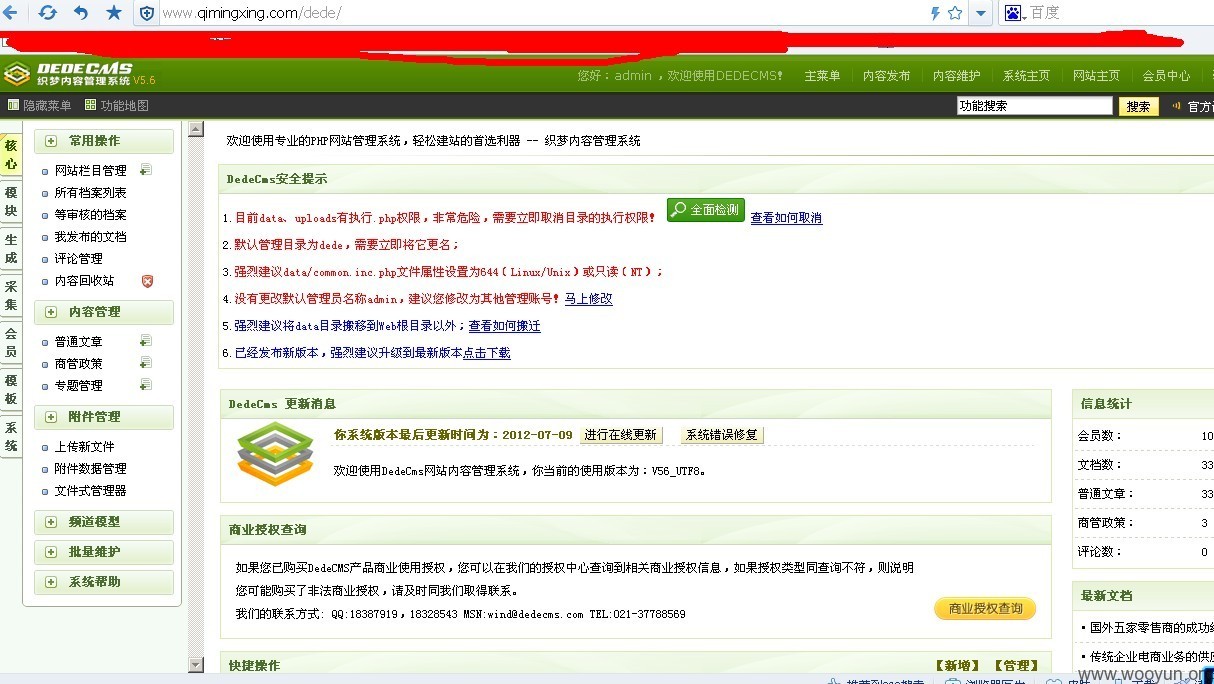 www.qimingxing.com/dede/
百度
DEDECMS
织梦内容管理系统 V5.6
您好：admin ，欢迎使用DEDECMS！ 主菜单 内容发布 内容维护 系统主页 网站主页 会员中心
隐藏菜单 功能地图
功能搜索 搜索 官方
核心
模块
生成
采集
会员
模板
系统
常用操作
网站栏目管理
所有档案列表
等审核的档案
我发布的文档
评论管理
内容回收站
内容管理
普通文章
商管政策
专题管理
附件管理
上传新文件
附件数据管理
文件式管理器
频道模型
批量维护
系统帮助
欢迎使用专业的PHP网站管理系统，轻松建站的首选利器 -- 织梦内容管理系统
DedeCms安全提示
1.目前data、uploads有执行.php权限，非常危险，需要立即取消目录的执行权限！ 全面检测 查看如何取消
2.默认管理目录为dede，需要立即将它更名；
3.强烈建议data/common.inc.php文件属性设置为644（Linux/Unix）或只读（NT）；
4.没有更改默认管理员名称admin，建议您修改为其他管理账号！ 马上修改
5.强烈建议将data目录搬移到Web根目录以外；查看如何搬迁
6.已经发布新版本，强烈建议升级到最新版本点击下载
DedeCms 更新消息
你系统版本最后更新时间为：2012-07-09 进行在线更新 系统错误修复
欢迎使用DedeCms网站内容管理系统，你当前的使用版本为：V56_UTF8。
商业授权查询
如果您已购买DedeCMS产品商业使用授权，您可以在我们的授权中心查询到相关商业授权信息，如果授权类型同查询不符，则说明
您可能购买了非法商业授权，请及时同我们取得联系。
我们的联系方式: QQ:18387919，18328543 MSN:wind@dedecms.com TEL:021-37788569
商业授权查询
快捷操作 【新增】 【管理】
信息统计
会员数： 10
文档数： 33
普通文章： 33
商管政策： 3
评论数： 0
最新文档
·国外五家零售商的成功
·传统企业电商业务的供
www.wooyun.or